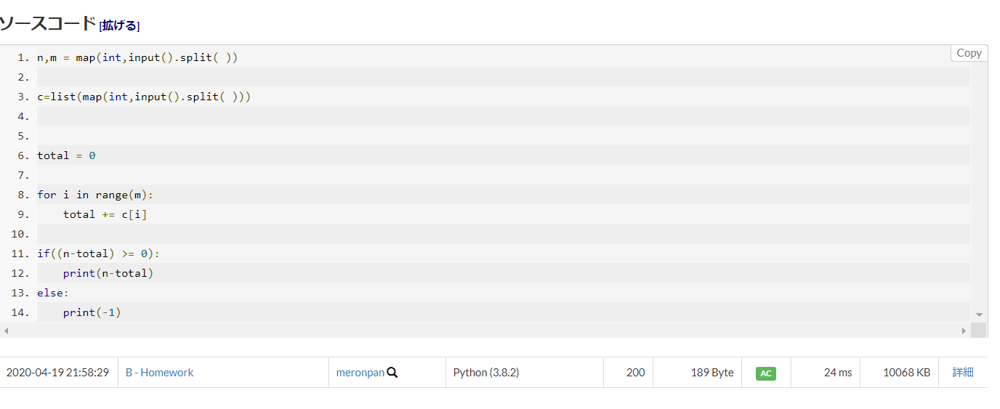 ソースコード [拡げる]
Copy
1. n,m = map(int,input().split( ))
2.
3. c=list(map(int,input().split( )))
4.
5.
6. total = 0
7.
8. for i in range(m):
9.     total += c[i]
10.
11. if((n-total) >= 0):
12.     print(n-total)
13. else:
14.     print(-1)
2020-04-19 21:58:29 B - Homework meronpan Python (3.8.2) 200 189 Byte AC 24 ms 10068 KB 詳細